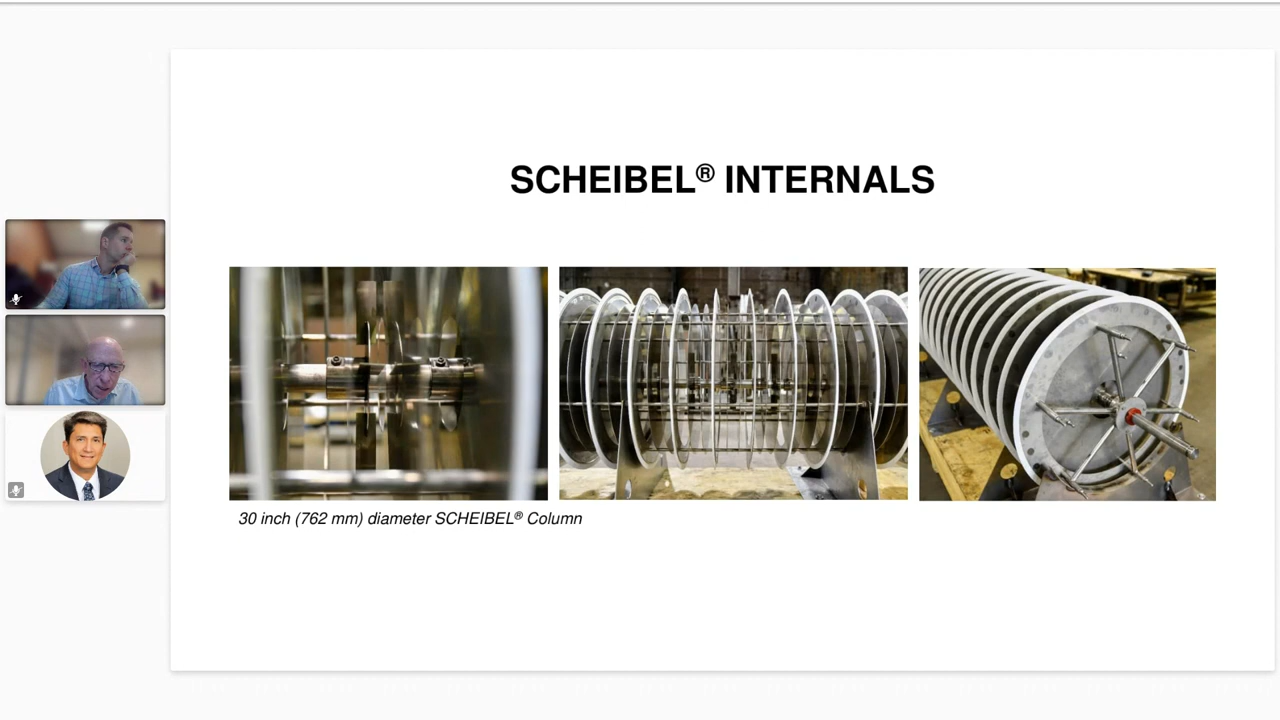 SCHEIBEL® INTERNALS
30 inch (762 mm) diameter SCHEIBEL® Column